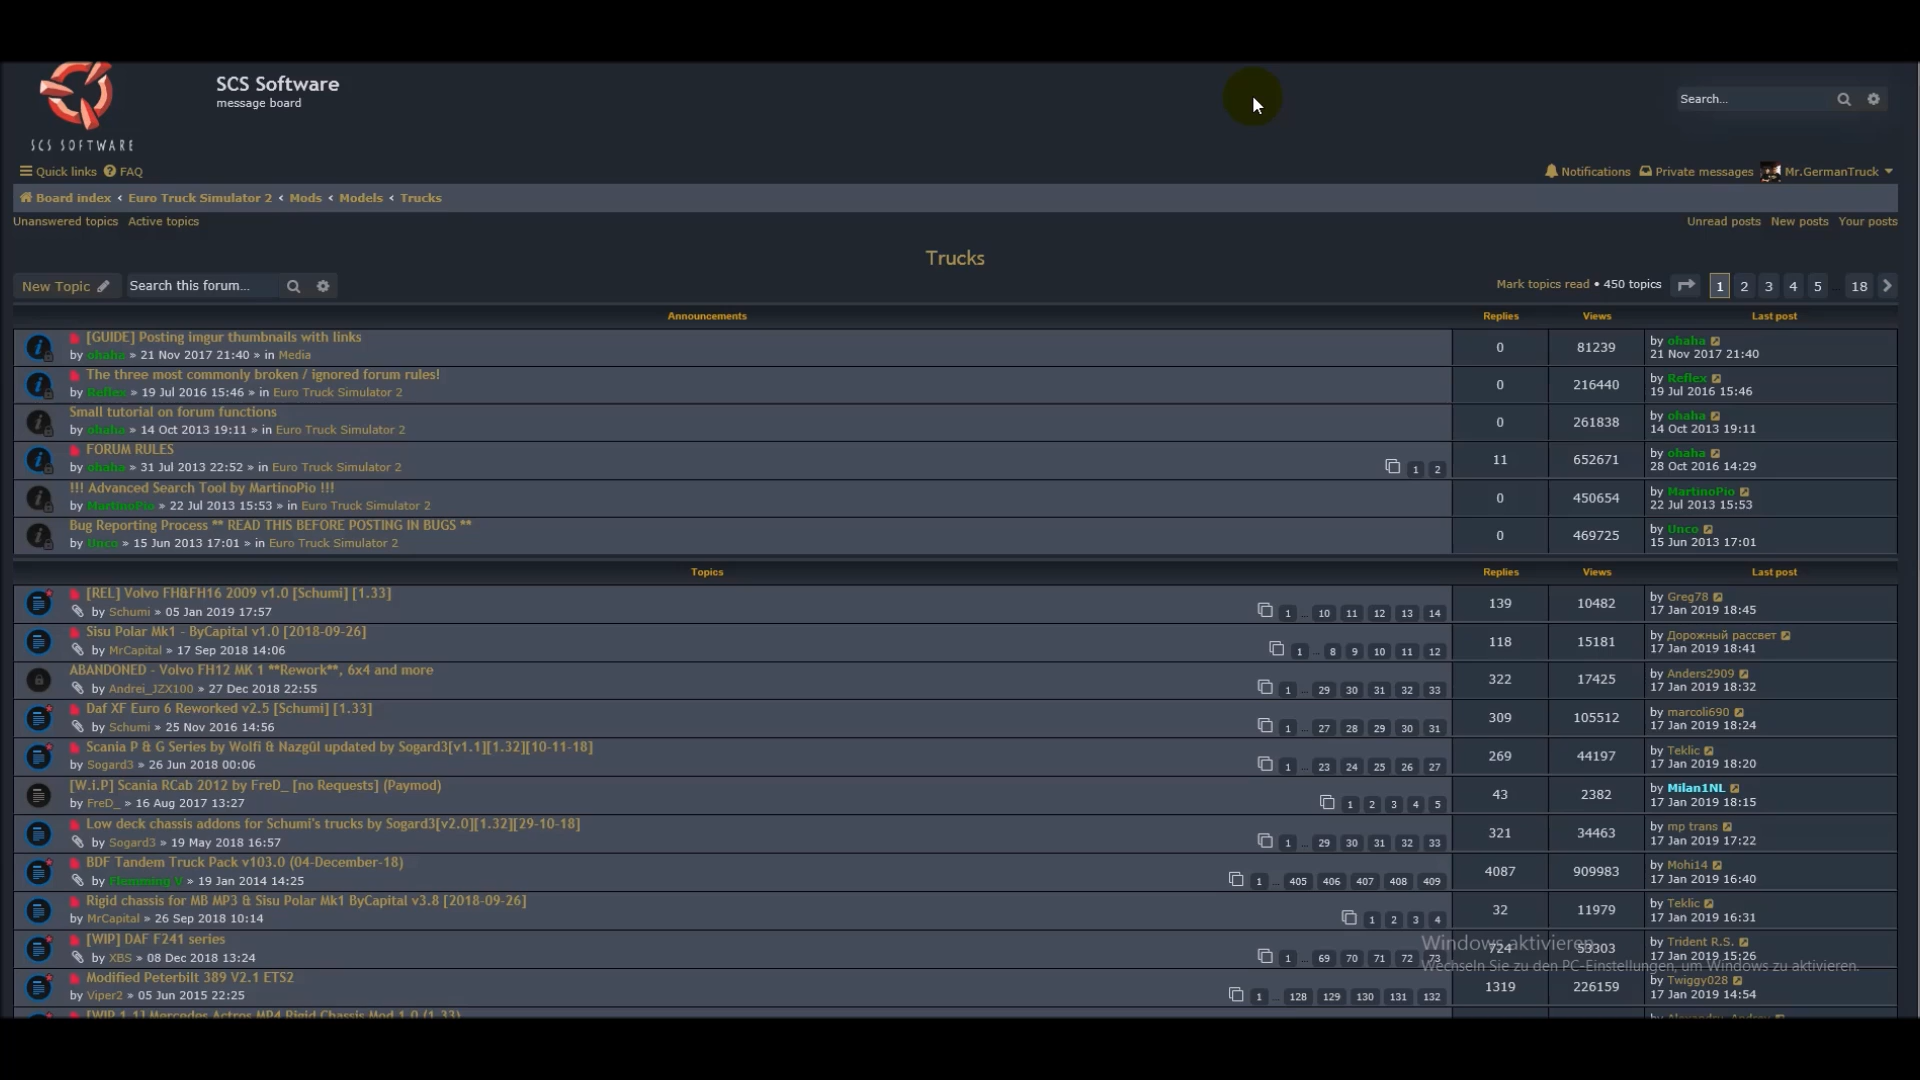 SCS Software
message board
Search...
SCS SOFTWARE
Quick links FAQ
Notifications Private messages Mr.GermanTruck
Board index ‹ Euro Truck Simulator 2 ‹ Mods ‹ Models ‹ Trucks
Unanswered topics Active topics
Unread posts New posts Your posts
Trucks
New Topic Search this forum...
Mark topics read • 450 topics 1 2 3 4 5 ... 18
Announcements Replies Views Last post
[GUIDE] Posting imgur thumbnails with links
by ohaha » 21 Nov 2017 21:40 » in Media
0 81239
by ohaha
21 Nov 2017 21:40
The three most commonly broken / ignored forum rules!
by Reflex » 19 Jul 2016 15:46 » in Euro Truck Simulator 2
0 216440
by Reflex
19 Jul 2016 15:46
Small tutorial on forum functions
by ohaha » 14 Oct 2013 19:11 » in Euro Truck Simulator 2
0 261838
by ohaha
14 Oct 2013 19:11
FORUM RULES
by ohaha » 31 Jul 2013 22:52 » in Euro Truck Simulator 2
1 2
11 652671
by ohaha
28 Oct 2016 14:29
!!! Advanced Search Tool by MartinoPio !!!
by MartinoPio » 22 Jul 2013 15:53 » in Euro Truck Simulator 2
0 450654
by MartinoPio
22 Jul 2013 15:53
Bug Reporting Process ** READ THIS BEFORE POSTING IN BUGS **
by Unco » 15 Jun 2013 17:01 » in Euro Truck Simulator 2
0 469725
by Unco
15 Jun 2013 17:01
Topics Replies Views Last post
[REL] Volvo FH&FH16 2009 v1.0 [Schumi] [1.33]
by Schumi » 05 Jan 2019 17:57
1 ... 10 11 12 13 14
139 10482
by Greg78
17 Jan 2019 18:45
Sisu Polar Mk1 - ByCapital v1.0 [2018-09-26]
by MrCapital » 17 Sep 2018 14:06
1 ... 8 9 10 11 12
118 15181
by Дорожный рассвет
17 Jan 2019 18:41
ABANDONED - Volvo FH12 MK 1 **Rework**, 6x4 and more
by Andrei_JZX100 » 27 Dec 2018 22:55
1 ... 29 30 31 32 33
322 17425
by Anders2909
17 Jan 2019 18:32
Daf XF Euro 6 Reworked v2.5 [Schumi] [1.33]
by Schumi » 25 Nov 2016 14:56
1 ... 27 28 29 30 31
309 105512
by marcoli690
17 Jan 2019 18:24
Scania P & G Series by Wolfi & Nazgûl updated by Sogard3[v1.1][1.32][10-11-18]
by Sogard3 » 26 Jun 2018 00:06
1 ... 23 24 25 26 27
269 44197
by Teklic
17 Jan 2019 18:20
[W.i.P] Scania RCab 2012 by FreD_ [no Requests] (Paymod)
by FreD_ » 16 Aug 2017 13:27
1 2 3 4 5
43 2382
by Milan1NL
17 Jan 2019 18:15
Low deck chassis addons for Schumi's trucks by Sogard3[v2.0][1.32][29-10-18]
by Sogard3 » 19 May 2018 16:57
1 ... 29 30 31 32 33
321 34463
by mp trans
17 Jan 2019 17:22
BDF Tandem Truck Pack v103.0 (04-December-18)
by Flemming V » 19 Jan 2014 14:25
1 ... 405 406 407 408 409
4087 909983
by Mohi14
17 Jan 2019 16:40
Rigid chassis for MB MP3 & Sisu Polar Mk1 ByCapital v3.8 [2018-09-26]
by MrCapital » 26 Sep 2018 10:14
1 2 3 4
32 11979
by Teklic
17 Jan 2019 16:31
[WIP] DAF F241 series
by XBS » 08 Dec 2018 13:24
1 ... 69 70 71 72 73
724 53303
by Trident R.S.
17 Jan 2019 15:26
Windows aktivieren
Wechseln Sie zu den PC-Einstellungen, um Windows zu aktivieren.
Modified Peterbilt 389 V2.1 ETS2
by Viper2 » 05 Jun 2015 22:25
1 ... 128 129 130 131 132
1319 226159
by Twiggy028
17 Jan 2019 14:54
[WIP 1.1] Mercedes Actros MP4 Rigid Chassis Mod 1.0 (1.33)